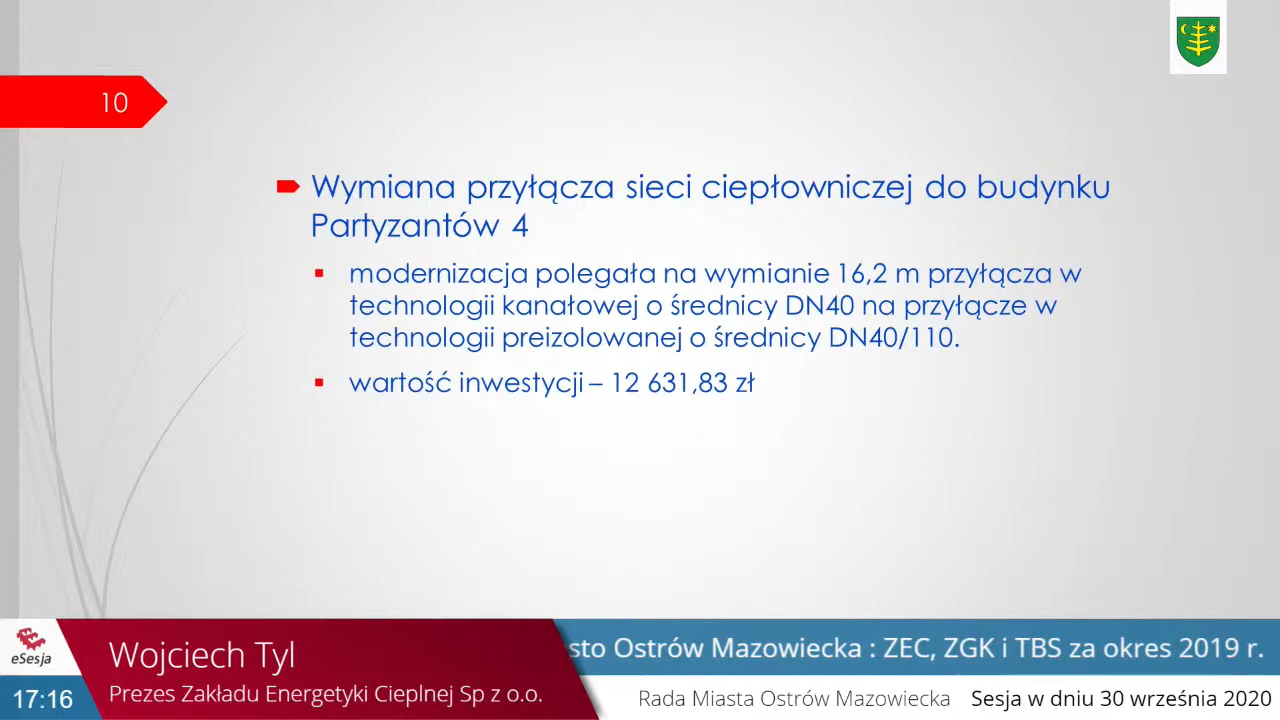 10
Wymiana przyłącza sieci ciepłowniczej do budynku
Partyzantów 4
modernizacja polegała na wymianie 16,2 m przyłącza w
technologii kanałowej o średnicy DN40 na przyłącze w
technologii preizolowanej o średnicy DN40/110.
wartość inwestycji – 12 631,83 zł
eSesja
17:16
Wojciech Tyl
Prezes Zakładu Energetyki Cieplnej Sp z o.o.
sto Ostrów Mazowiecka : ZEC, ZGK i TBS za okres 2019 r.
Rada Miasta Ostrów Mazowiecka Sesja w dniu 30 września 2020